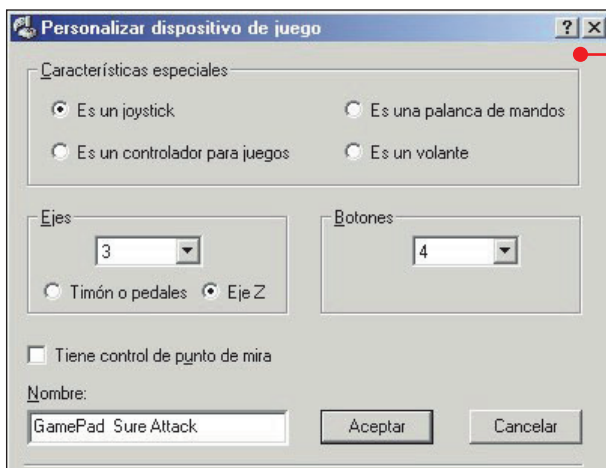 Personalizar dispositivo de juego
Características especiales
Es un joystick
Es una palanca de mandos
Es un controlador para juegos
Es un volante
Ejes
Botones
3
4
Timón o pedales
Eje Z
Tiene control de punto de mira
Nombre:
GamePad Sure Attack
Aceptar
Cancelar